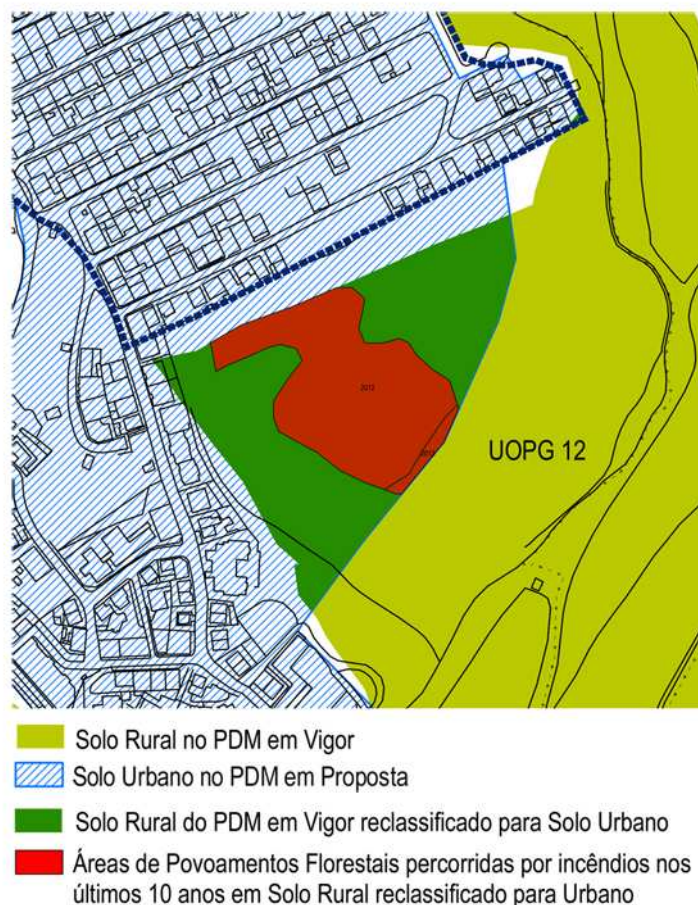 2012
2012
UOPG 12
Solo Rural no PDM em Vigor
Solo Urbano no PDM em Proposta
Solo Rural do PDM em Vigor reclassificado para Solo Urbano
Áreas de Povoamentos Florestais percorridas por incêndios nos
últimos 10 anos em Solo Rural reclassificado para Urbano